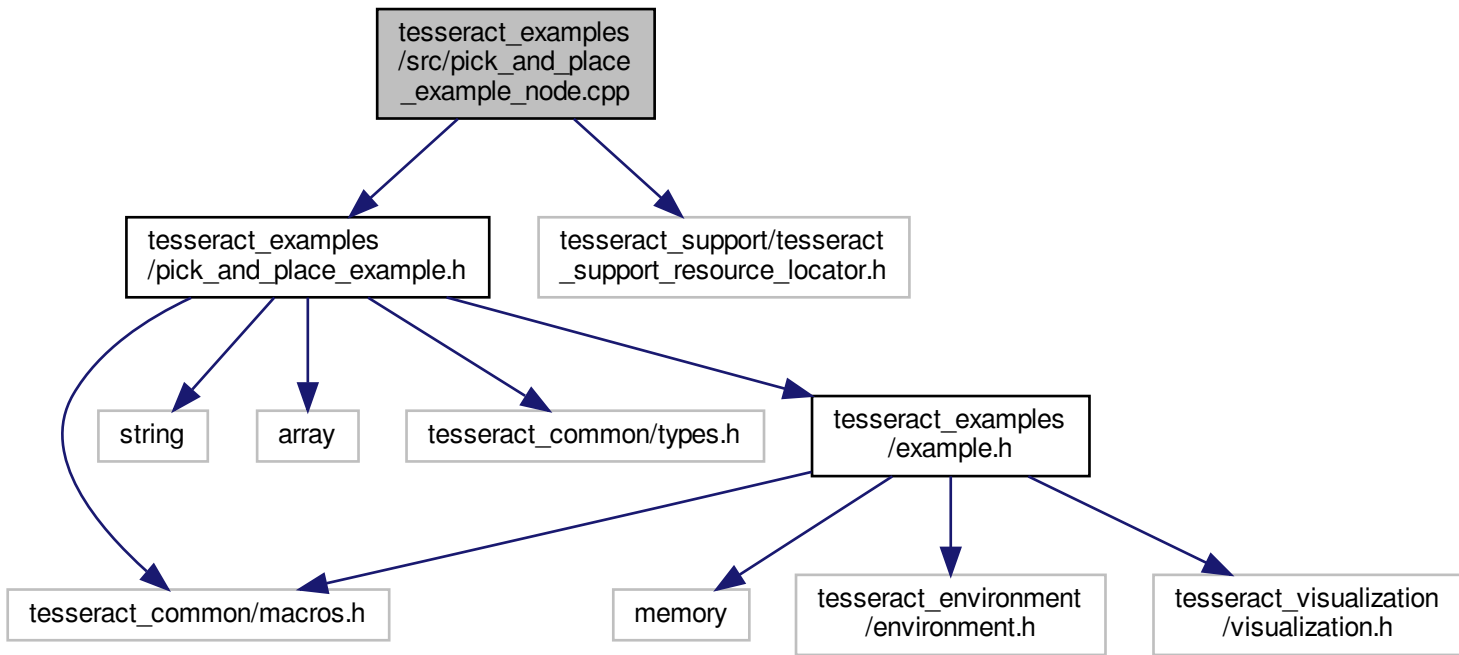 tesseract_examples
/src/pick_and_place
_example_node.cpp
tesseract_examples
/pick_and_place_example.h
tesseract_support/tesseract
_support_resource_locator.h
string
array
tesseract_common/types.h
tesseract_examples
/example.h
tesseract_common/macros.h
memory
tesseract_environment
/environment.h
tesseract_visualization
/visualization.h